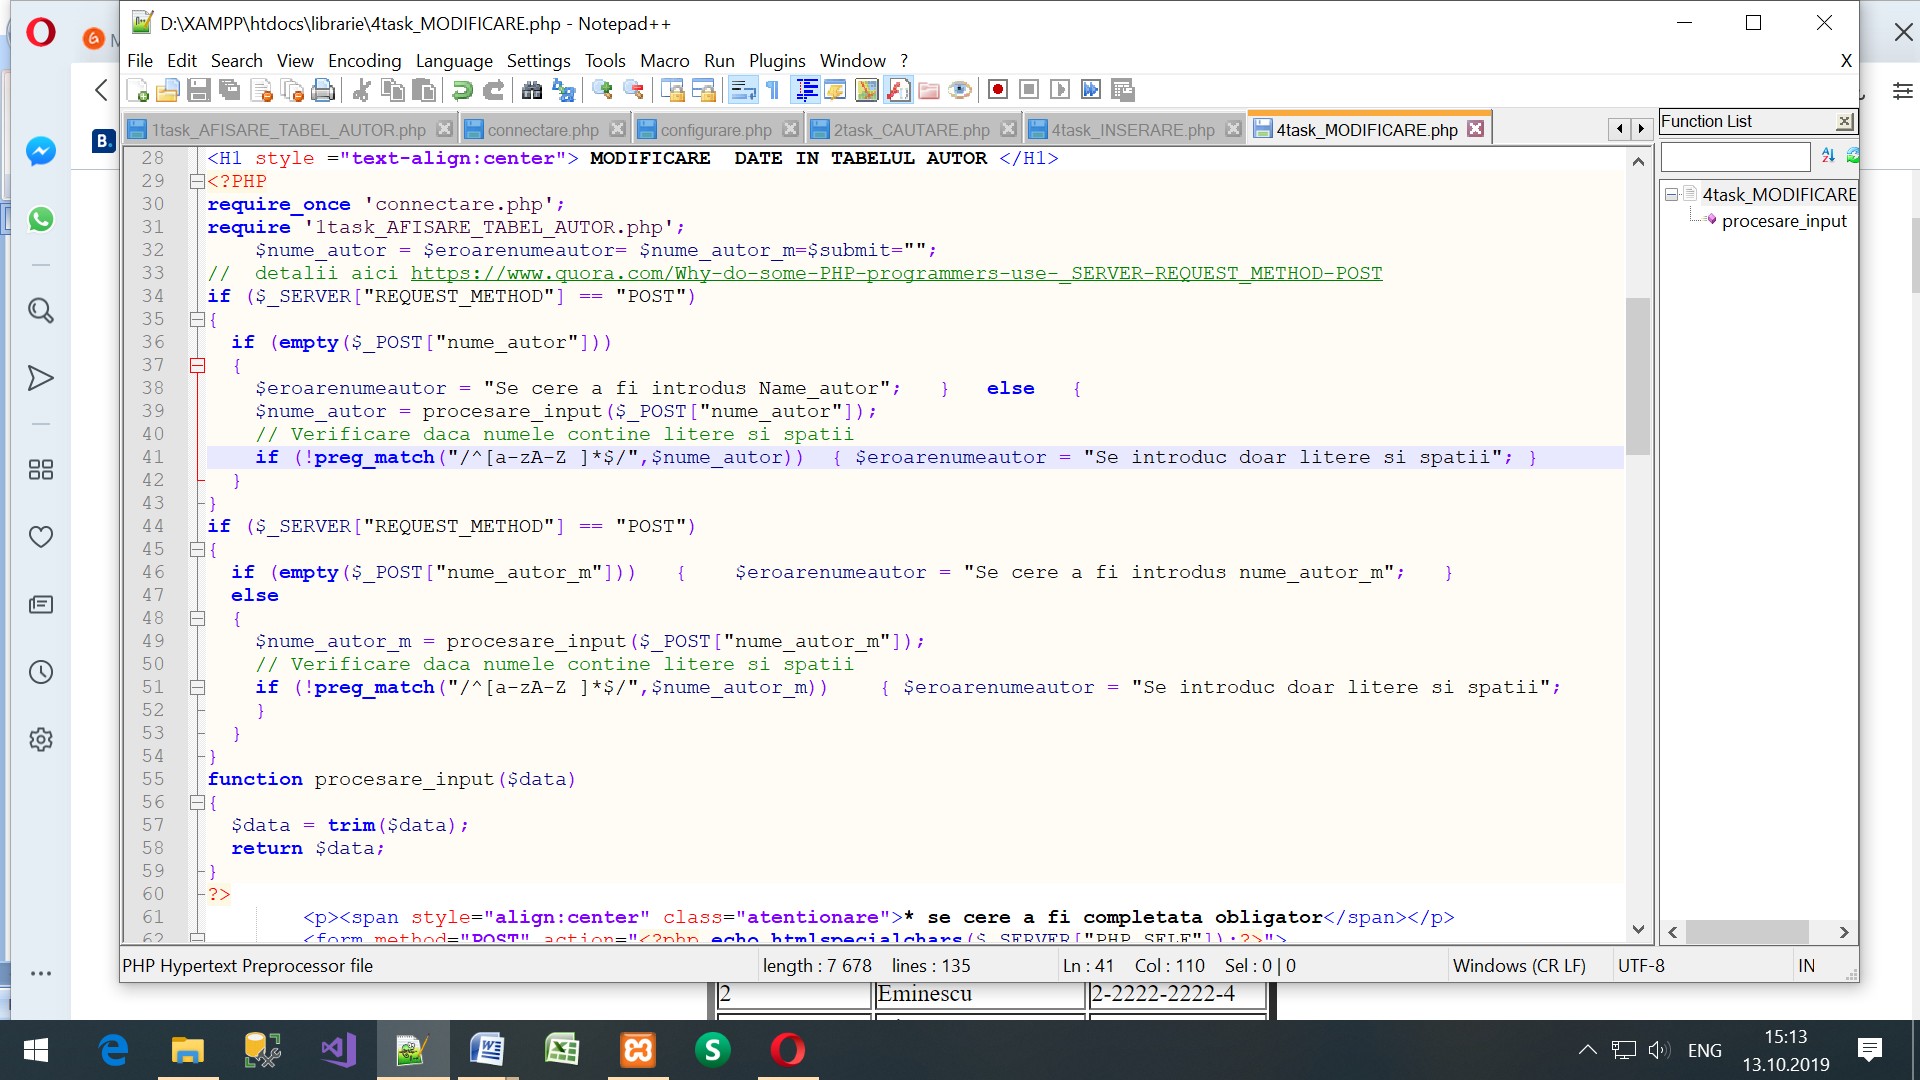 D:\XAMPP\htdocs\librarie\4task_MODIFICARE.php - Notepad++
File Edit Search View Encoding Language Settings Tools Macro Run Plugins Window ? X
1task_AFISARE_TABEL_AUTOR.php connectare.php configurare.php 2task_CAUTARE.php 4task_INSERARE.php 4task_MODIFICARE.php
Function List
4task_MODIFICARE
procesare_input
28 <H1 style ="text-align:center"> MODIFICARE  DATE IN TABELUL AUTOR </H1>
29 <?PHP
30 require_once 'connectare.php';
31 require '1task_AFISARE_TABEL_AUTOR.php';
32     $nume_autor = $eroarenumeautor= $nume_autor_m=$submit="";
33 //  detalii aici https://www.quora.com/Why-do-some-PHP-programmers-use-_SERVER-REQUEST_METHOD-POST
34 if ($_SERVER["REQUEST_METHOD"] == "POST")
35 {
36   if (empty($_POST["nume_autor"]))
37   {
38     $eroarenumeautor = "Se cere a fi introdus Name_autor";   }   else   {
39     $nume_autor = procesare_input($_POST["nume_autor"]);
40     // Verificare daca numele contine litere si spatii
41     if (!preg_match("/^[a-zA-Z ]*$/",$nume_autor))  { $eroarenumeautor = "Se introduc doar litere si spatii"; }
42   }
43 }
44 if ($_SERVER["REQUEST_METHOD"] == "POST")
45 {
46   if (empty($_POST["nume_autor_m"]))   {    $eroarenumeautor = "Se cere a fi introdus nume_autor_m";   }
47   else
48   {
49     $nume_autor_m = procesare_input($_POST["nume_autor_m"]);
50     // Verificare daca numele contine litere si spatii
51     if (!preg_match("/^[a-zA-Z ]*$/",$nume_autor_m))    { $eroarenumeautor = "Se introduc doar litere si spatii";
52     }
53   }
54 }
55 function procesare_input($data)
56 {
57   $data = trim($data);
58   return $data;
59 }
60 ?>
61         <p><span style="align:center" class="atentionare">* se cere a fi completata obligator</span></p>
62         <form method="POST" action="<?php echo htmlspecialchars($_SERVER["PHP_SELF"]);?>">
PHP Hypertext Preprocessor file length : 7 678 lines : 135 Ln : 41 Col : 110 Sel : 0 | 0 Windows (CR LF) UTF-8 IN
2 Eminescu 2-2222-2222-4
B.
M
S
ENG
15:13
13.10.2019